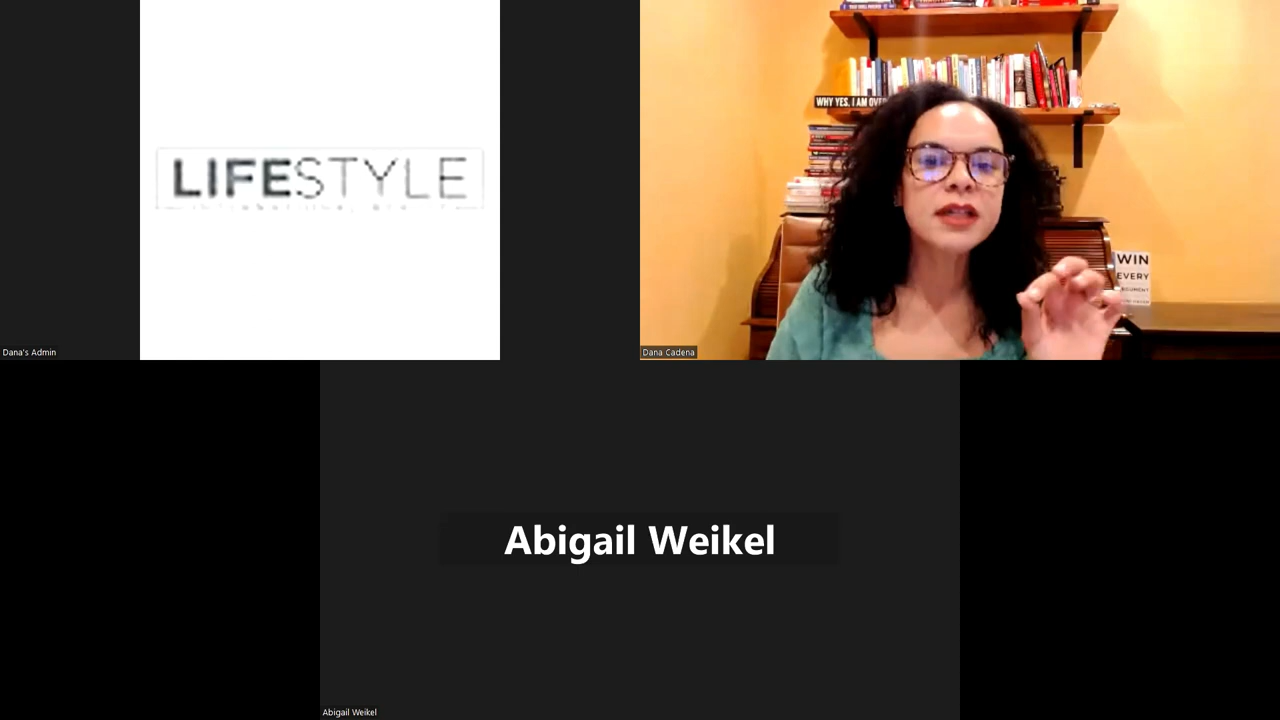 LIFESTYLE
Dana's Admin
WHY YES, I AM OVER
WIN
EVERY
Dana Cadena
Abigail Weikel
Abigail Weikel